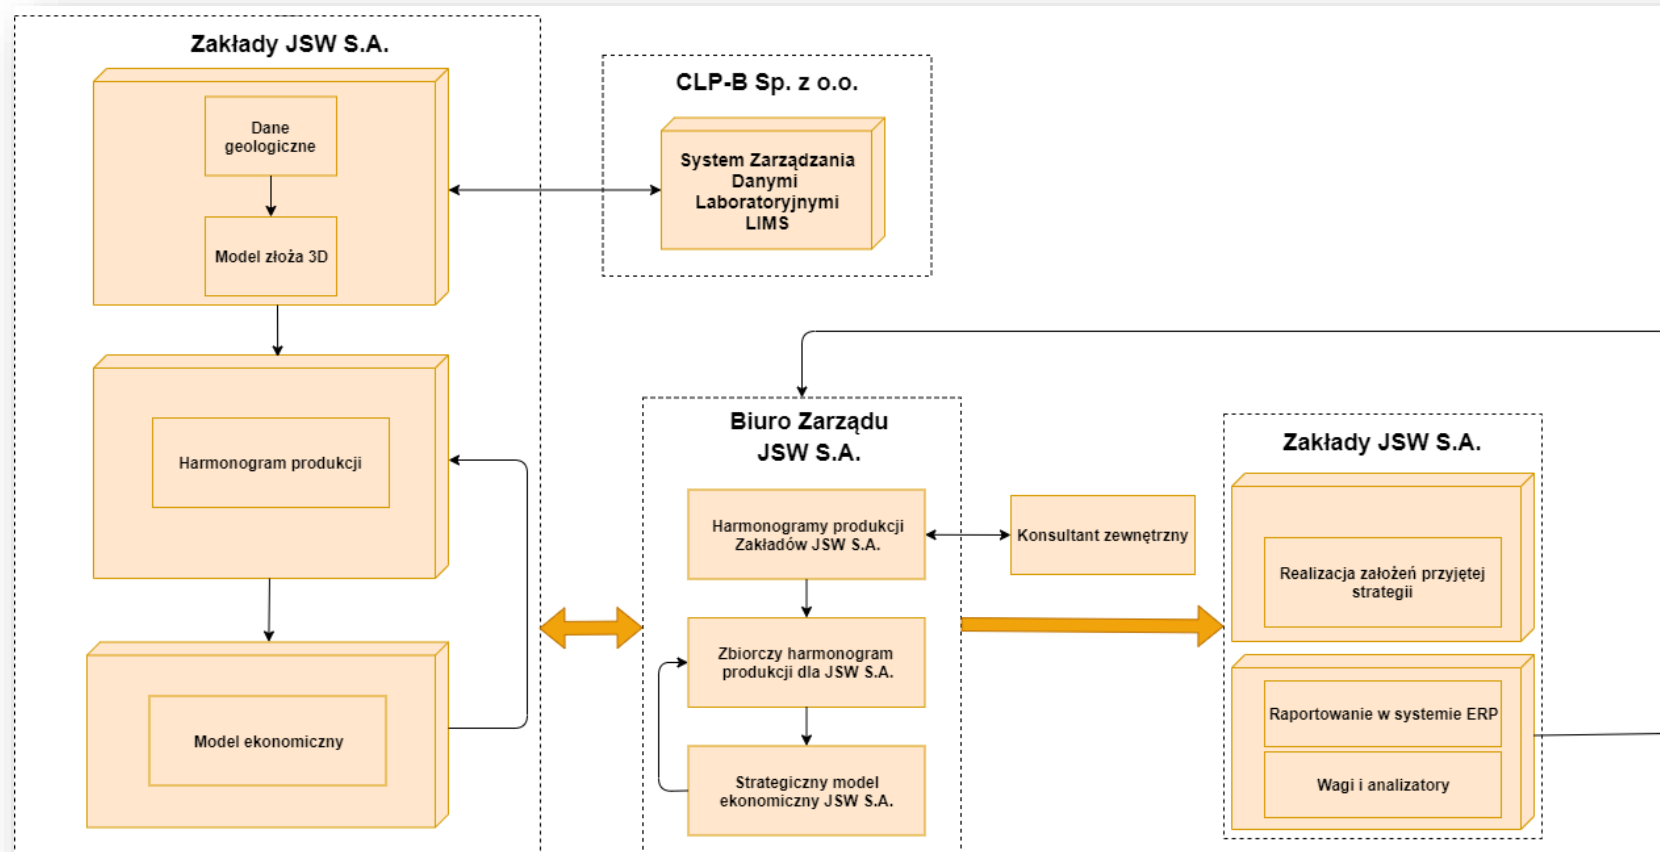 Zakłady JSW S.A.
Dane
geologiczne
Model złoża 3D
Harmonogram produkcji
Model ekonomiczny
CLP-B Sp. z o.o.
System Zarządzania
Danymi
Laboratoryjnymi
LIMS
Biuro Zarządu
JSW S.A.
Harmonogramy produkcji
Zakładów JSW S.A.
Zbiorczy harmonogram
produkcji dla JSW S.A.
Strategiczny model
ekonomiczny JSW S.A.
Konsultant zewnętrzny
Zakłady JSW S.A.
Realizacja założeń przyjętej
strategii
Raportowanie w systemie ERP
Wagi i analizatory